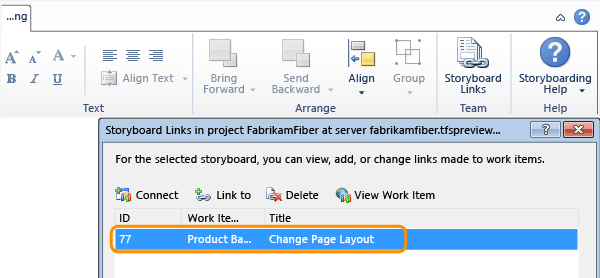 ...ng
A A A
B I U Align Text
Bring Forward
Send Backward
Align
Group
Storyboard Links
Storyboarding Help
Text
Arrange
Team
Help
Storyboard Links in project FabrikamFiber at server fabrikamfiber.tfspreview...
For the selected storyboard, you can view, add, or change links made to work items.
Connect Link to Delete View Work Item
ID Work Ite... Title
77 Product Ba... Change Page Layout